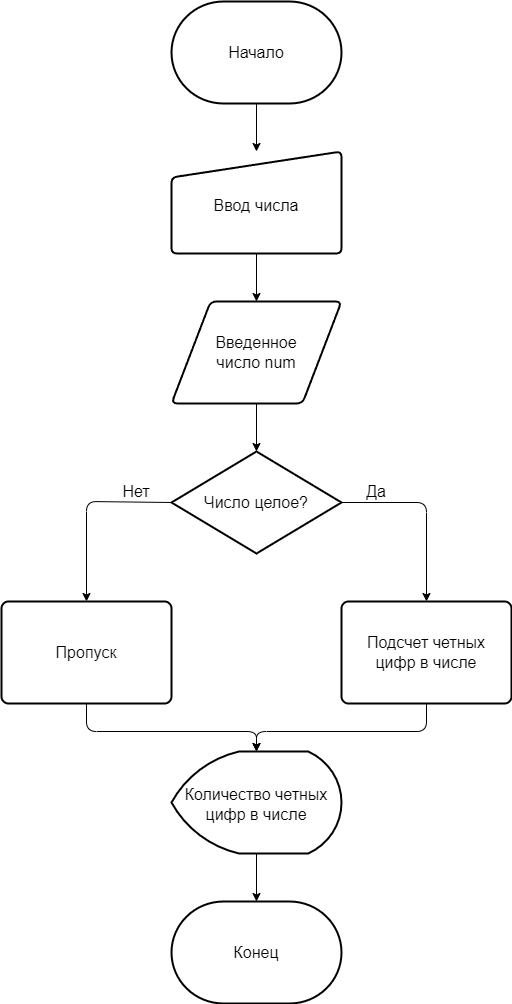 Начало
Ввод числа
Введенное
число num
Число целое?
Нет
Да
Пропуск
Подсчет четных
цифр в числе
Количество четных
цифр в числе
Конец